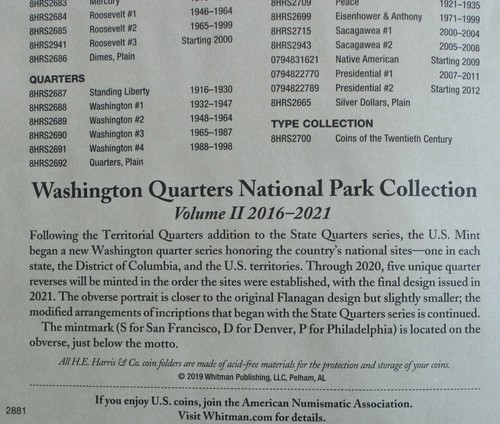 8HRS2683 Mercury
8HRS2684 Roosevelt #1 1946–1964
8HRS2685 Roosevelt #2 1965–1999
8HRS2941 Roosevelt #3 Starting 2000
8HRS2686 Dimes, Plain
QUARTERS
8HRS2687 Standing Liberty 1916–1930
8HRS2688 Washington #1 1932–1947
8HRS2689 Washington #2 1948–1964
8HRS2690 Washington #3 1965–1987
8HRS2691 Washington #4 1988–1998
8HRS2692 Quarters, Plain
8HRS2709 Peace 1921–1935
8HRS2699 Eisenhower & Anthony 1971–1999
8HRS2715 Sacagawea #1 2000–2004
8HRS2943 Sacagawea #2 2005–2008
0794831621 Native American Starting 2009
0794822770 Presidential #1 2007–2011
0794822789 Presidential #2 Starting 2012
8HRS2665 Silver Dollars, Plain
TYPE COLLECTION
8HRS2700 Coins of the Twentieth Century
Washington Quarters National Park Collection
Volume II 2016–2021
Following the Territorial Quarters addition to the State Quarters series, the U.S. Mint
began a new Washington quarter series honoring the country's national sites—one in each
state, the District of Columbia, and the U.S. territories. Through 2020, five unique quarter
reverses will be minted in the order the sites were established, with the final design issued in
2021. The obverse portrait is closer to the original Flanagan design but slightly smaller; the
modified arrangements of incriptions that began with the State Quarters series is continued.
The mintmark (S for San Francisco, D for Denver, P for Philadelphia) is located on the
obverse, just below the motto.
All H.E. Harris & Co. coin folders are made of acid-free materials for the protection and storage of your coins.
© 2019 Whitman Publishing, LLC, Pelham, AL
If you enjoy U.S. coins, join the American Numismatic Association.
Visit Whitman.com for details.
2881